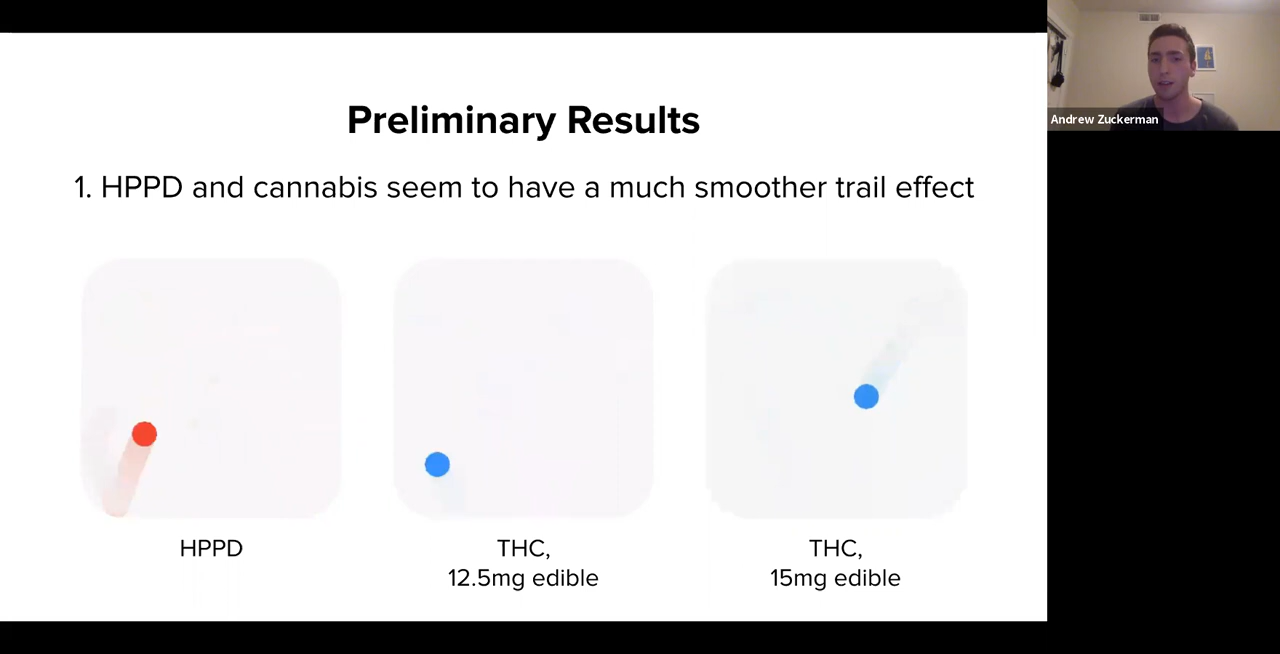 Preliminary Results
1. HPPD and cannabis seem to have a much smoother trail effect
HPPD
THC,
12.5mg edible
THC,
15mg edible
Andrew Zuckerman